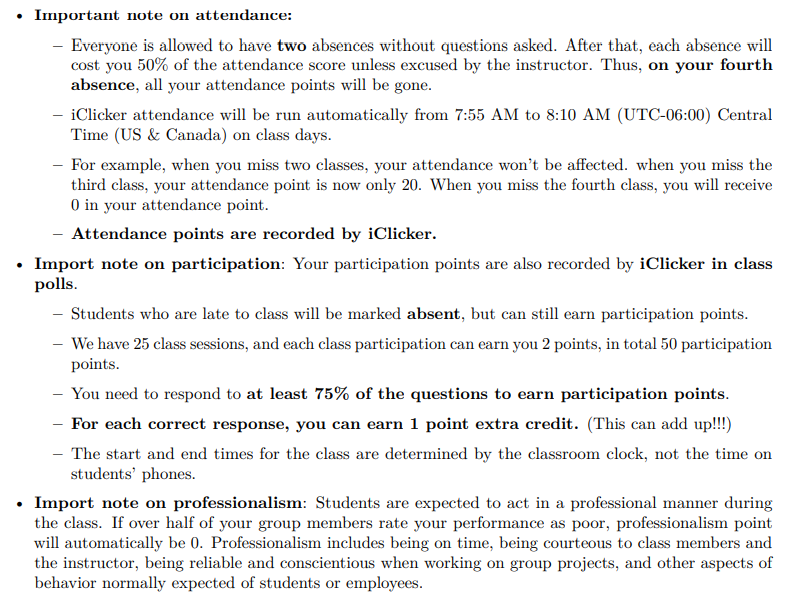 • Important note on attendance:
– Everyone is allowed to have two absences without questions asked. After that, each absence will
cost you 50% of the attendance score unless excused by the instructor. Thus, on your fourth
absence, all your attendance points will be gone.
– iClicker attendance will be run automatically from 7:55 AM to 8:10 AM (UTC-06:00) Central
Time (US & Canada) on class days.
– For example, when you miss two classes, your attendance won't be affected. when you miss the
third class, your attendance point is now only 20. When you miss the fourth class, you will receive
0 in your attendance point.
– Attendance points are recorded by iClicker.
• Import note on participation: Your participation points are also recorded by iClicker in class
polls.
– Students who are late to class will be marked absent, but can still earn participation points.
– We have 25 class sessions, and each class participation can earn you 2 points, in total 50 participation
points.
– You need to respond to at least 75% of the questions to earn participation points.
– For each correct response, you can earn 1 point extra credit. (This can add up!!!)
– The start and end times for the class are determined by the classroom clock, not the time on
students' phones.
• Import note on professionalism: Students are expected to act in a professional manner during
the class. If over half of your group members rate your performance as poor, professionalism point
will automatically be 0. Professionalism includes being on time, being courteous to class members and
the instructor, being reliable and conscientious when working on group projects, and other aspects of
behavior normally expected of students or employees.